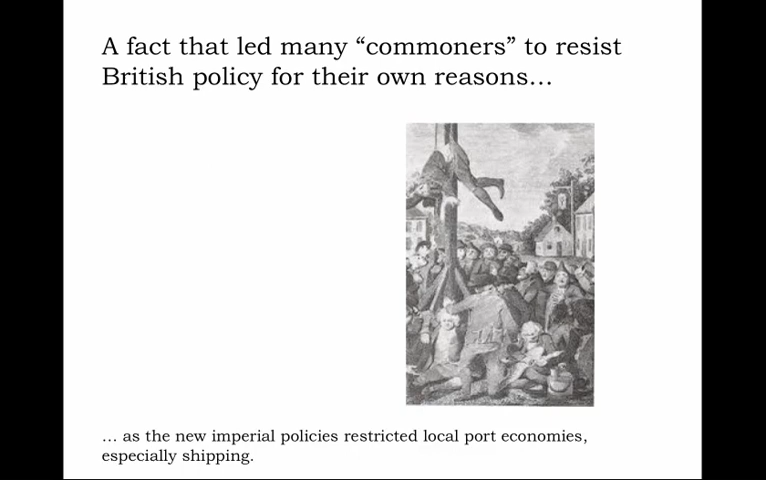 A fact that led many “commoners” to resist
British policy for their own reasons…
… as the new imperial policies restricted local port economies,
especially shipping.